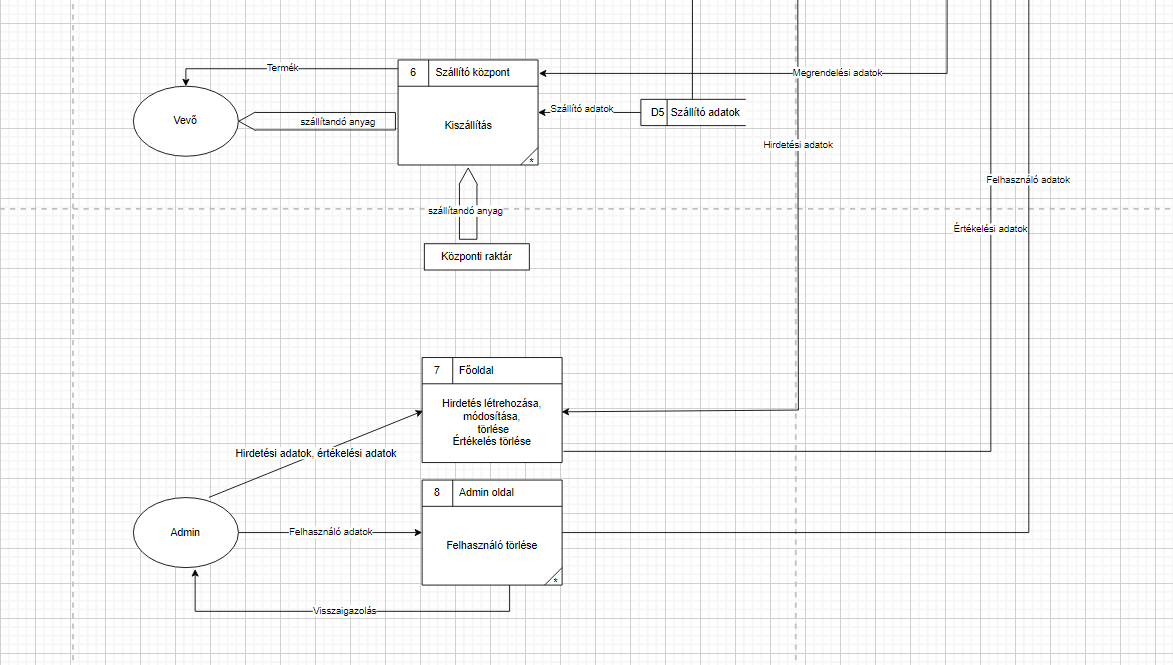 Termék
6
Szállító központ
Megrendelési adatok
Vevő
szállítandó anyag
Kiszállítás
*
Szállító adatok
D5
Szállító adatok
Hirdetési adatok
Felhasználó adatok
szállítandó anyag
Értékelési adatok
Központi raktár
7
Főoldal
Hirdetés létrehozása,
módosítása,
törlése
Értékelés törlése
Hirdetési adatok, értékelési adatok
8
Admin oldal
Admin
Felhasználó adatok
Felhasználó törlése
*
Visszaigazolás